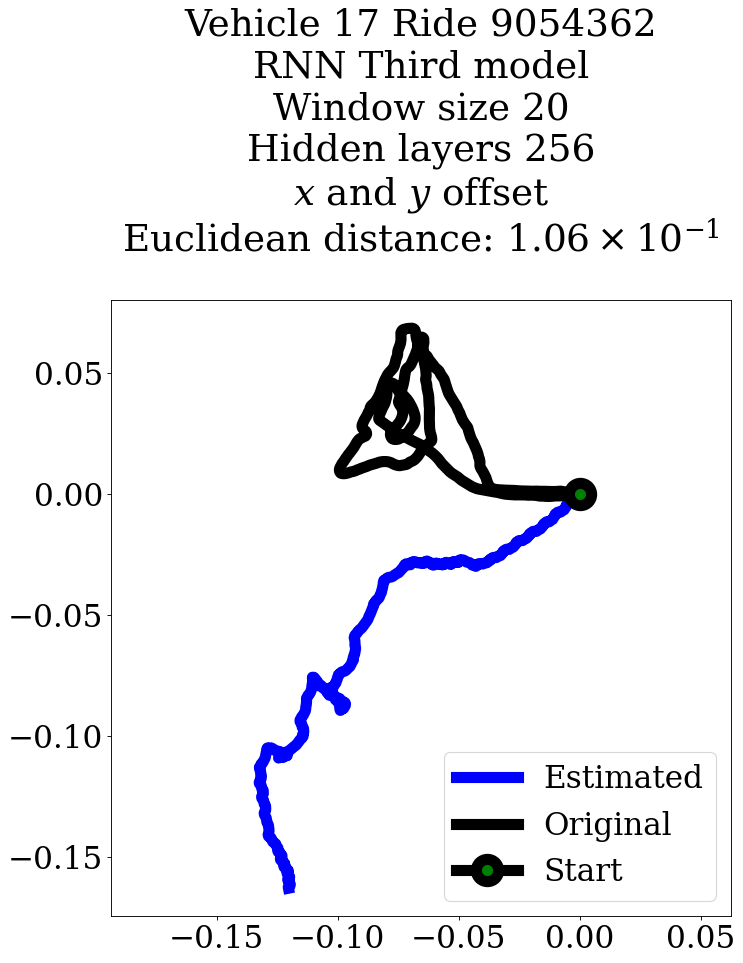 Vehicle 17 Ride 9054362
RNN Third model
Window size 20
Hidden layers 256
x and y offset
Euclidean distance: 1.06 × 10⁻¹
0.05
0.00
−0.05
−0.10
−0.15
Estimated
Original
Start
−0.15 −0.10 −0.05 0.00 0.05